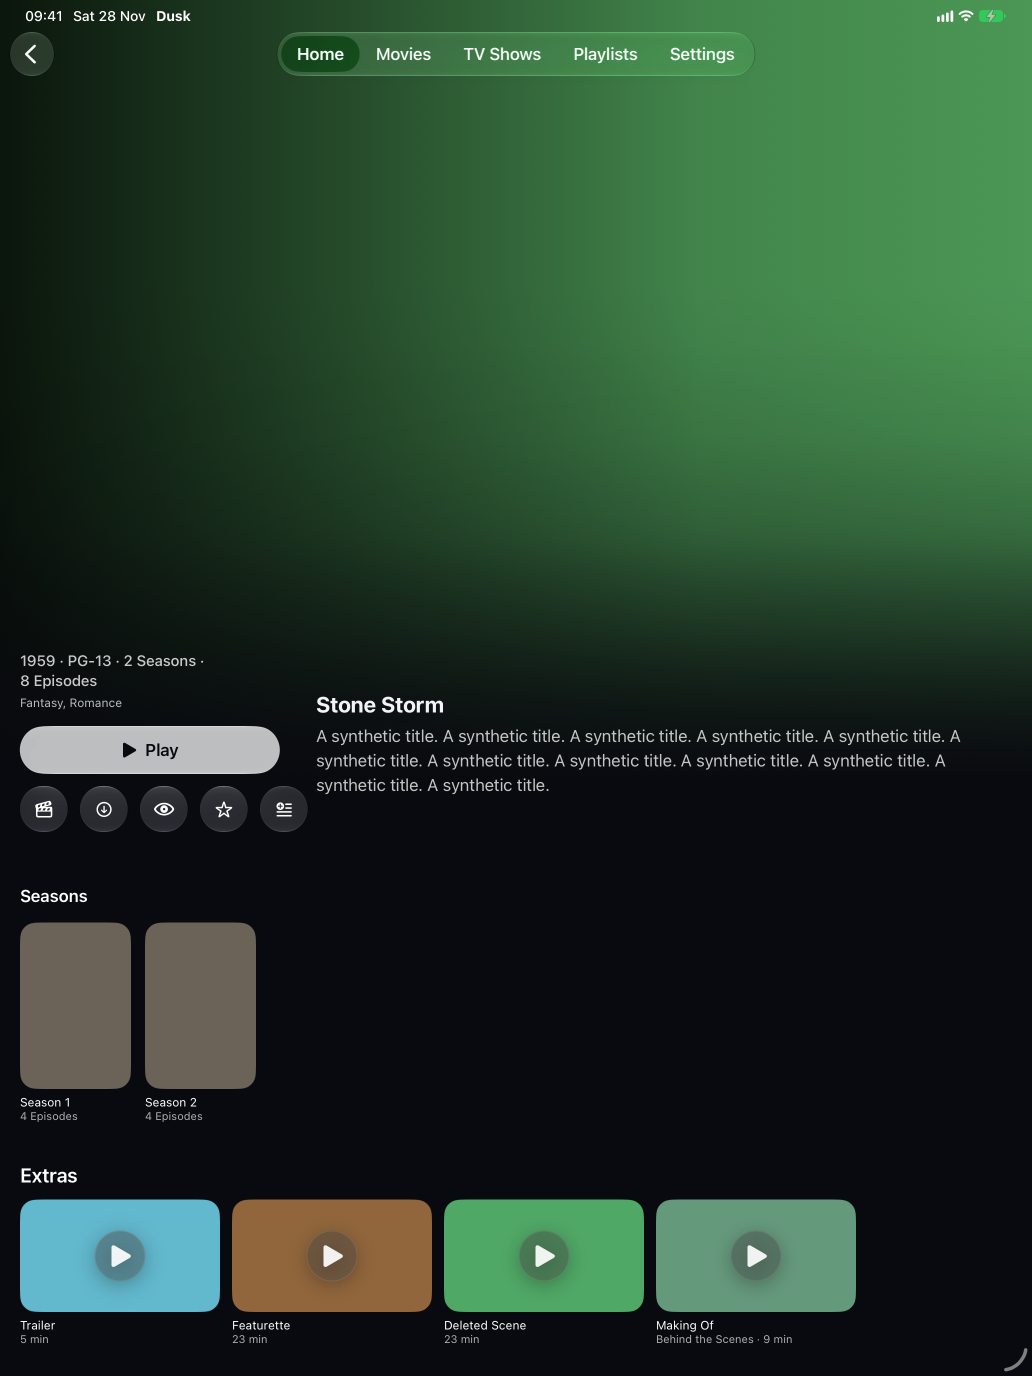 09:41 Sat 28 Nov Dusk
Home Movies TV Shows Playlists Settings
1959 · PG-13 · 2 Seasons ·
8 Episodes
Fantasy, Romance
Play
Stone Storm
A synthetic title. A synthetic title. A synthetic title. A synthetic title. A synthetic title. A
synthetic title. A synthetic title. A synthetic title. A synthetic title. A synthetic title. A
synthetic title. A synthetic title.
Seasons
Season 1
4 Episodes
Season 2
4 Episodes
Extras
Trailer
5 min
Featurette
23 min
Deleted Scene
23 min
Making Of
Behind the Scenes · 9 min